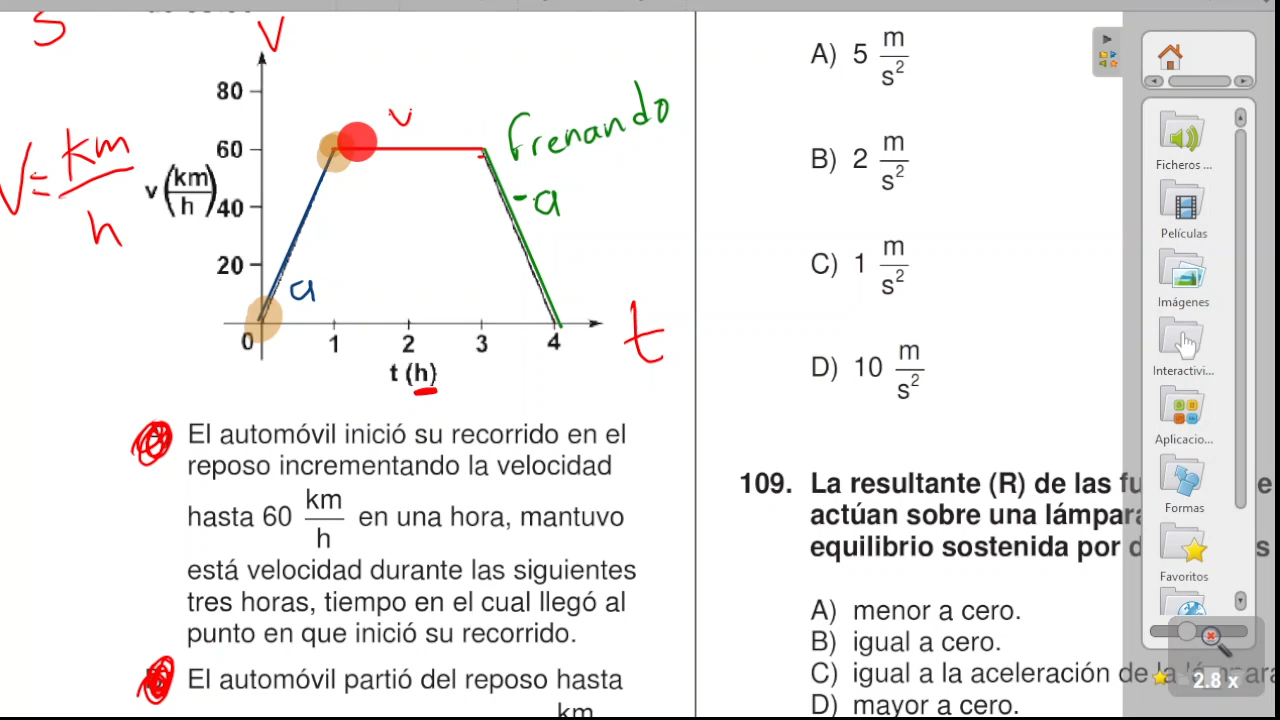 S
V
80
60
40
20
v (km/h)
V= km/h
a
v
frenando
-a
0 1 2 3 4
t (h)
t
El automóvil inició su recorrido en el
reposo incrementando la velocidad
hasta 60 km/h en una hora, mantuvo
está velocidad durante las siguientes
tres horas, tiempo en el cual llegó al
punto en que inició su recorrido.
El automóvil partió del reposo hasta
km
A) 5 m/s²
B) 2 m/s²
C) 1 m/s²
D) 10 m/s²
109. La resultante (R) de las
actúan sobre una
equilibrio sostenida por
A) menor a cero.
B) igual a cero.
C) igual a la aceleración de la
D) mayor a cero.
Ficheros ...
Películas
Imágenes
Interactivi...
Aplicacio...
Formas
Favoritos
2.8 x